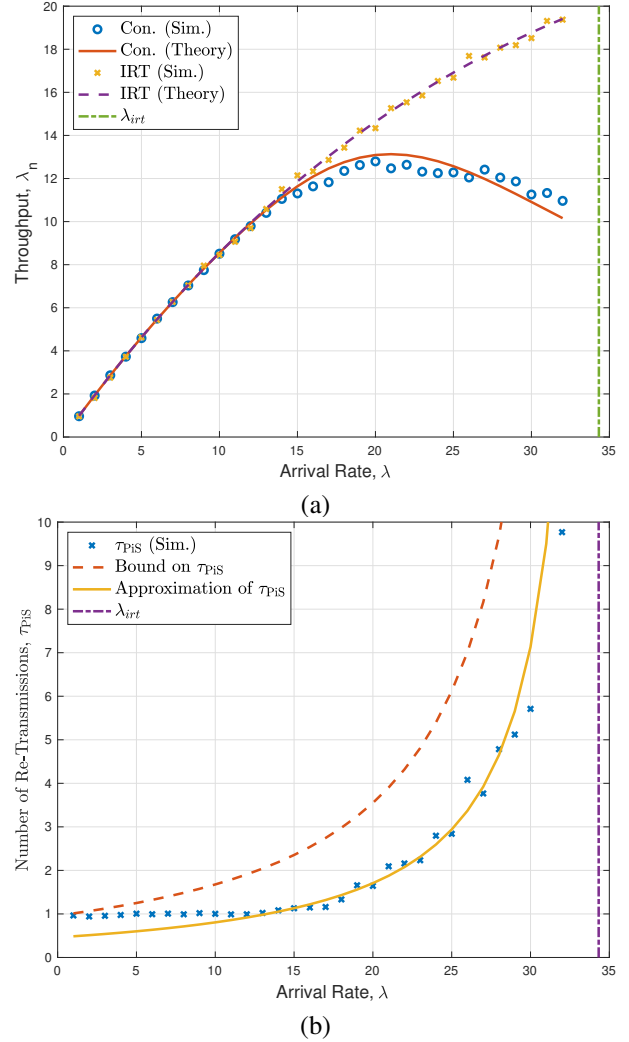 20
18
16
14
12
10
8
6
4
2
0
Throughput, λn
Con. (Sim.)
Con. (Theory)
IRT (Sim.)
IRT (Theory)
λirt
0 5 10 15 20 25 30 35
Arrival Rate, λ
(a)
10
9
8
7
6
5
4
3
2
1
0
Number of Re-Transmissions, τPiS
τPiS (Sim.)
Bound on τPiS
Approximation of τPiS
λirt
0 5 10 15 20 25 30 35
Arrival Rate, λ
(b)